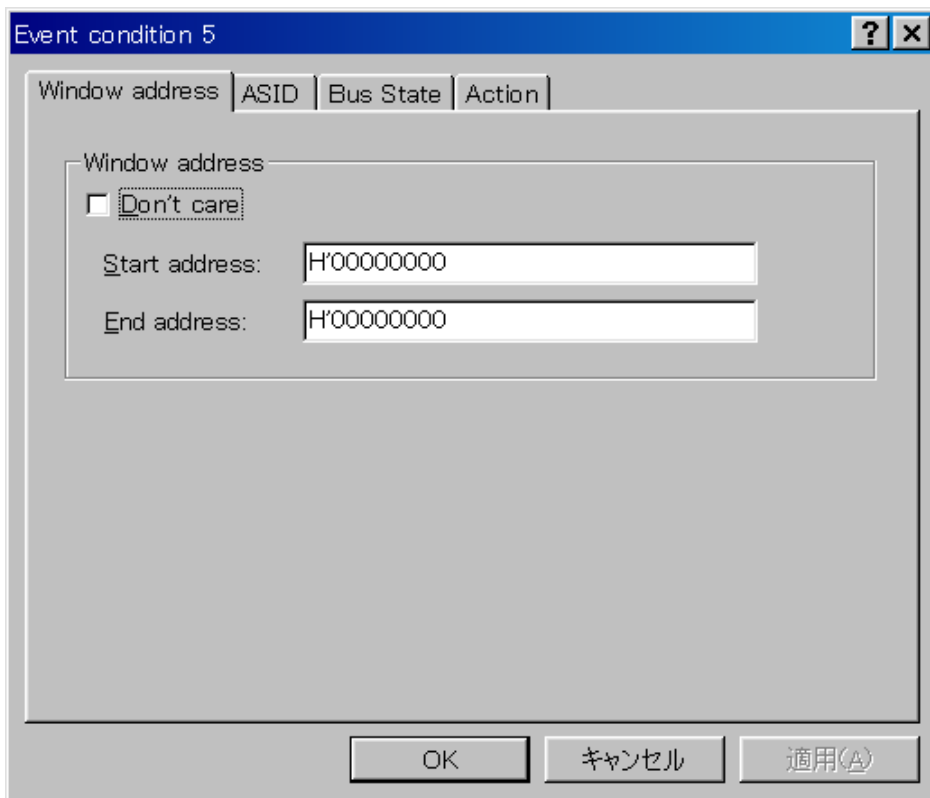 Event condition 5
Window address ASID Bus State Action
Window address
Don't care
Start address: H'00000000
End address: H'00000000
OK キャンセル 適用(A)